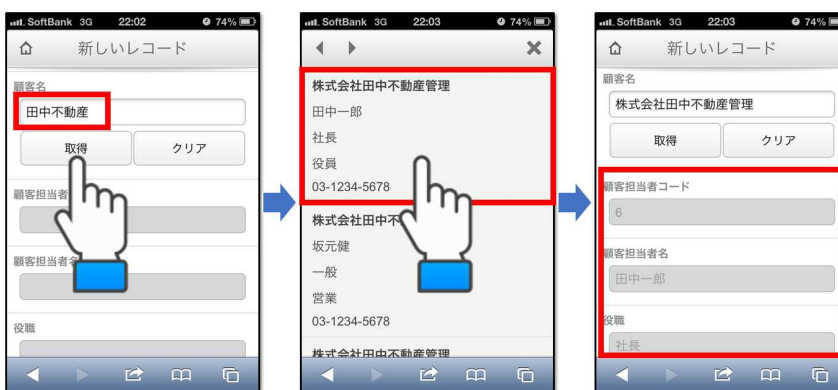 SoftBank 3G 22:02 74%
新しいレコード
顧客名
田中不動産
取得 クリア
顧客担当者
顧客担当者名
役職
SoftBank 3G 22:03 74%
株式会社田中不動産管理
田中一郎
社長
役員
03-1234-5678
株式会社田中不
坂元健
一般
営業
03-1234-5678
株式会社田中不動産管理
SoftBank 3G 22:03 74%
新しいレコード
顧客名
株式会社田中不動産管理
取得 クリア
顧客担当者コード
6
顧客担当者名
田中一郎
役職
社長